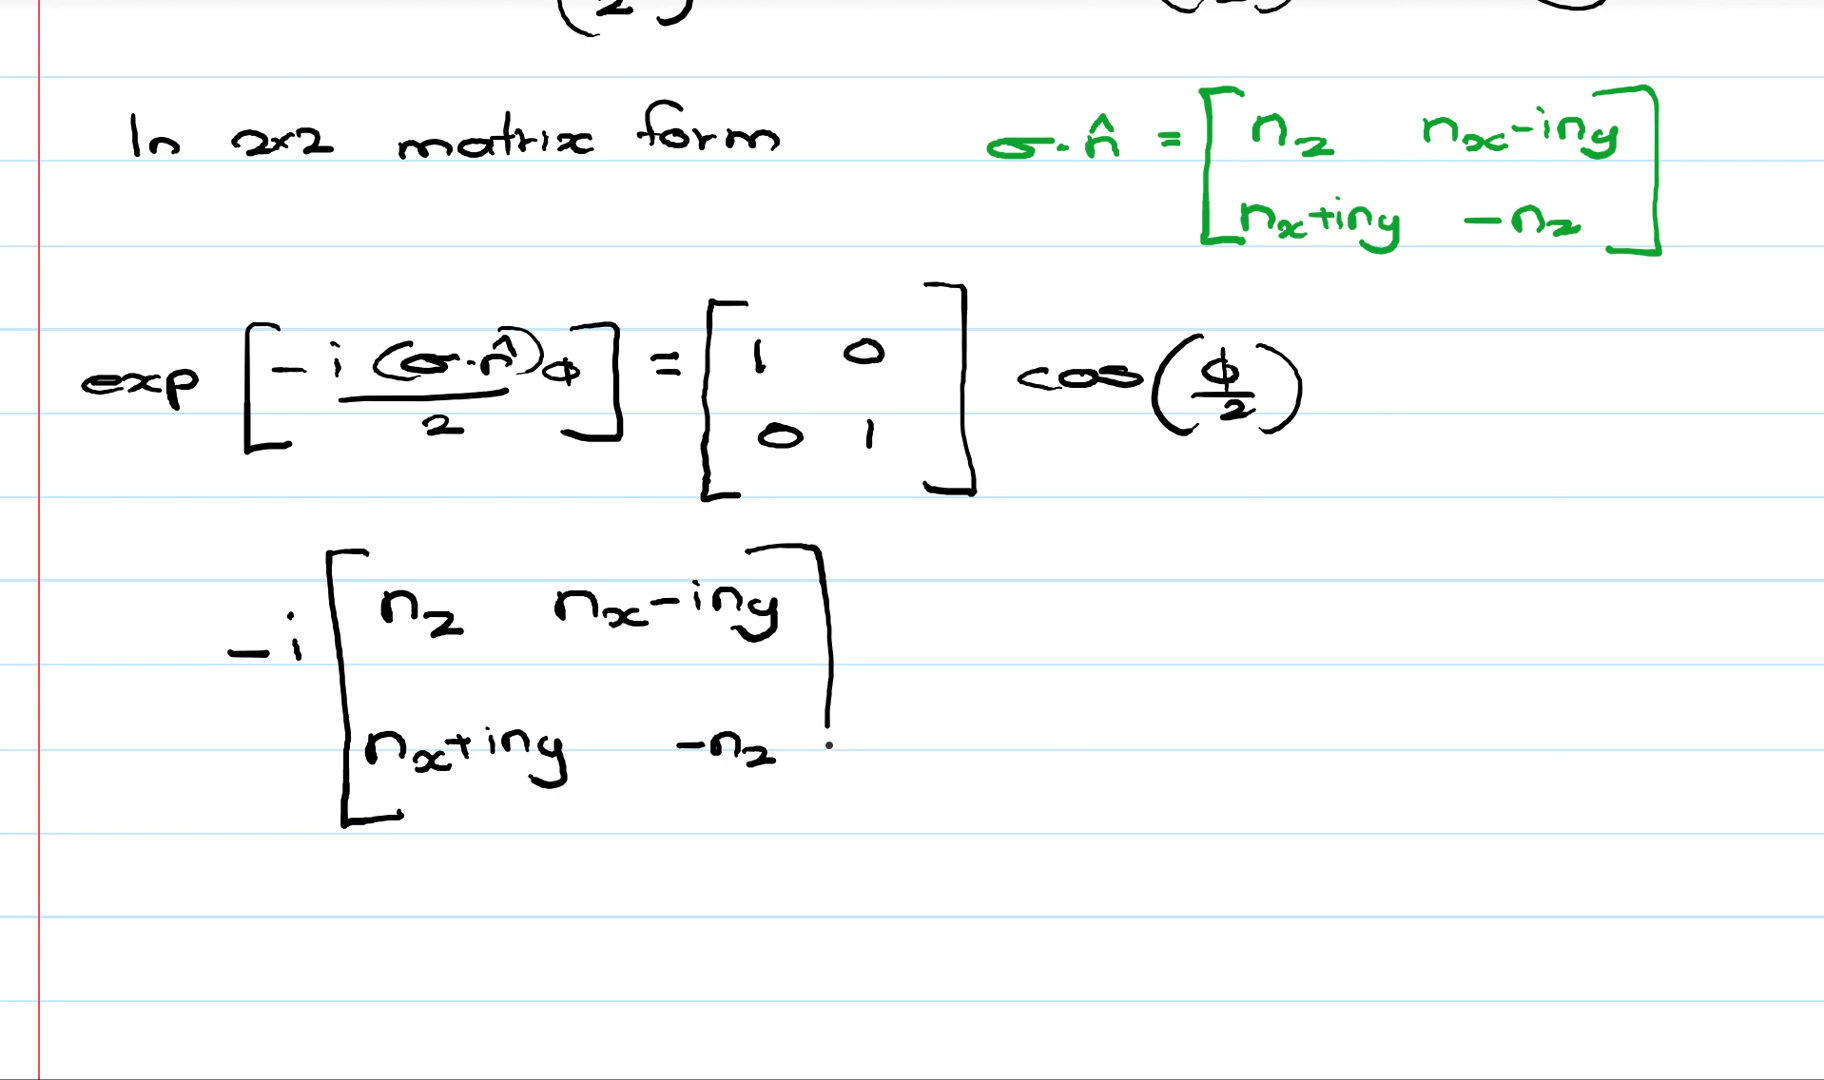 (2)
In 2x2 matrix form σ·n̂ = [ n_z n_x-in_y
n_x+in_y -n_z ]
exp [ -i (σ·n̂)ϕ / 2 ] = [ 1 0
0 1 ] cos(ϕ/2)
-i [ n_z n_x-in_y
n_x+in_y -n_z